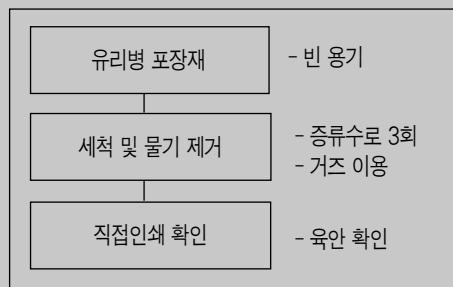 유리병 포장재
- 빈 용기
세척 및 물기 제거
- 증류수로 3회
- 거즈 이용
직접인쇄 확인
- 육안 확인